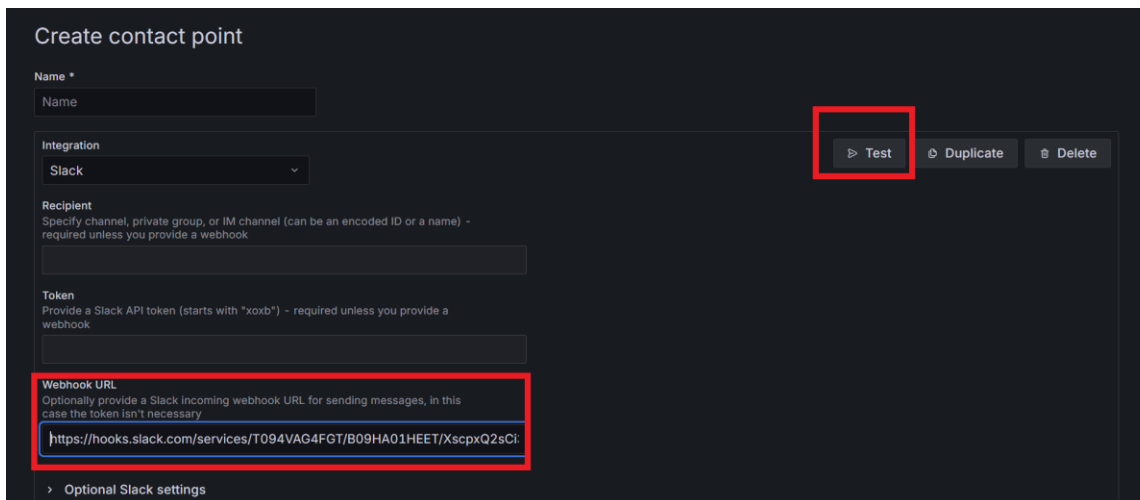 Create contact point
Name *
Name
Integration
Test
Duplicate
Delete
Slack
Recipient
Specify channel, private group, or IM channel (can be an encoded ID or a name) -
required unless you provide a webhook
Token
Provide a Slack API token (starts with "xoxb") - required unless you provide a
webhook
Webhook URL
Optionally provide a Slack incoming webhook URL for sending messages, in this
case the token isn't necessary
https://hooks.slack.com/services/T094VAG4FGT/B09HA01HEET/XscpxQ2sCi
Optional Slack settings